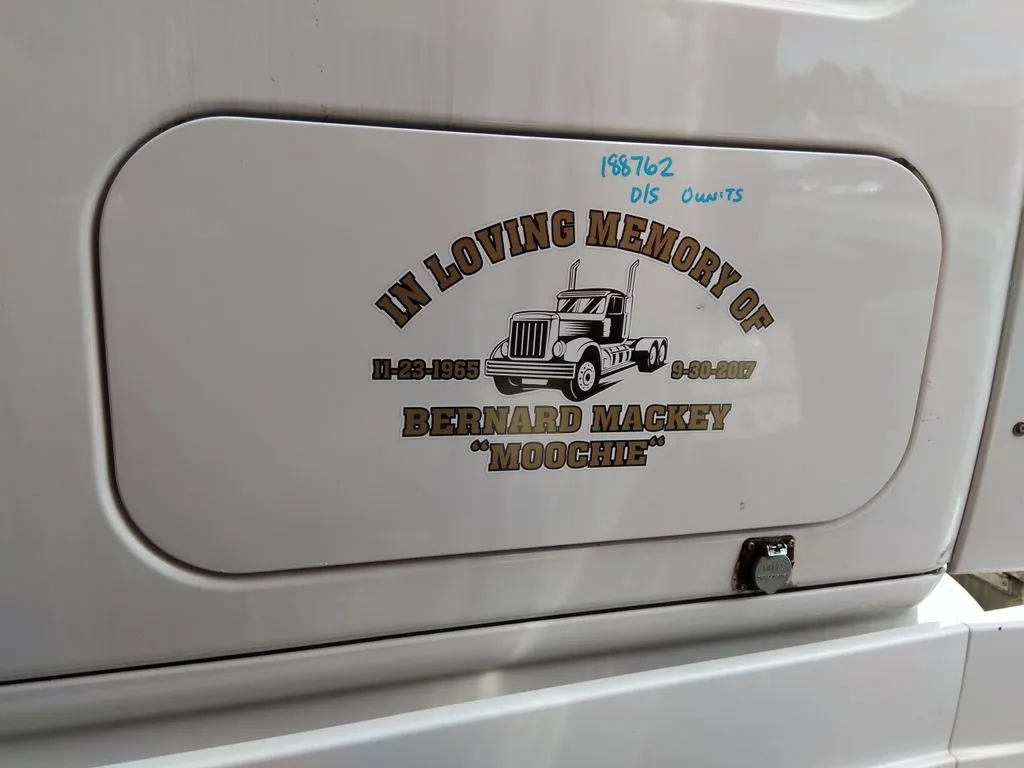 188762
D/S OUNITS
IN LOVING MEMORY OF
11-23-1965 9-30-2017
BERNARD MACKEY
“MOOCHIE“